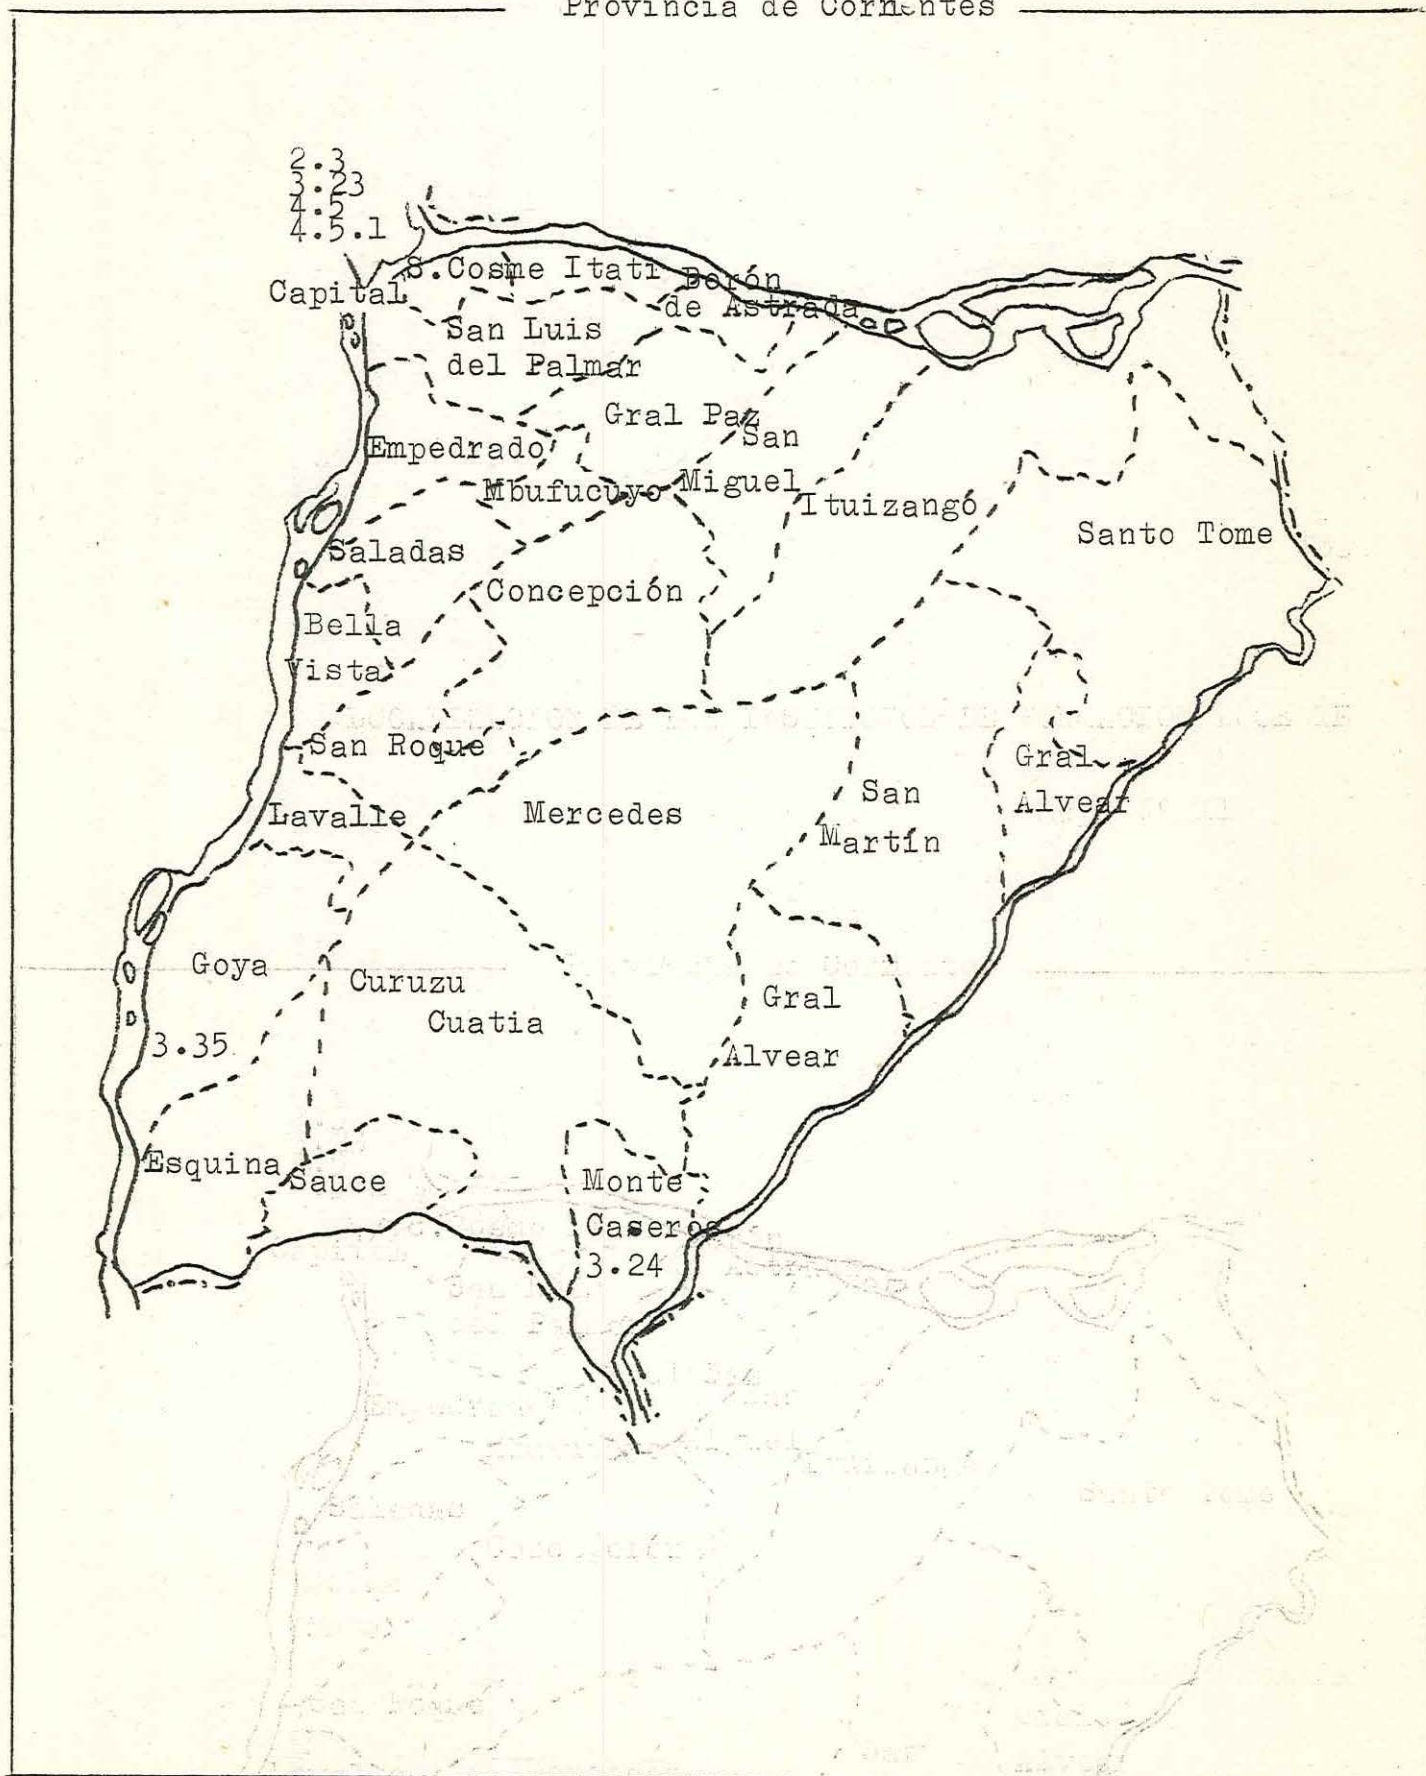 Provincia de Corrientes
2.3
3.23
4.5
4.5.1
S.Cosme Itati Berón
de Astrada
Capital
San Luis
del Palmar
Gral Paz
San
Miguel
Empedrado
Mbufucuyo
Ituizangó
Santo Tome
Saladas
Concepción
Bella
Vista
San Roque
Gral
Alvear
San
Martín
Lavalle
Mercedes
Goya
Curuzu
Cuatia
Gral
Alvear
3.35
Esquina
Sauce
Monte
Caseros
3.24